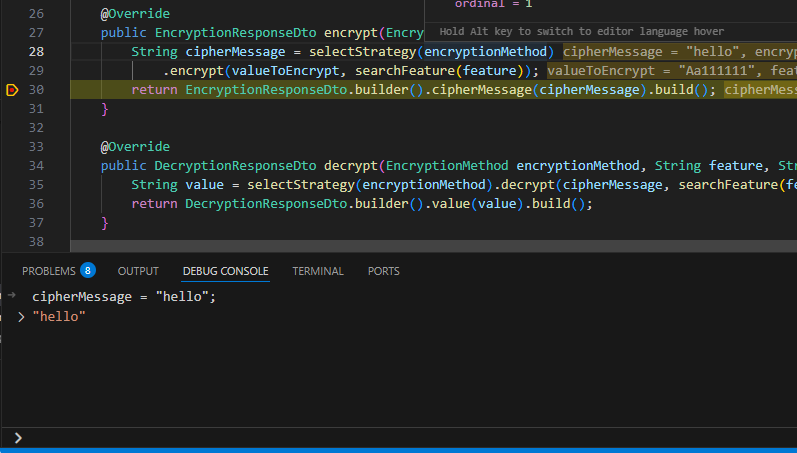 ordinal = 1
Hold Alt key to switch to editor language hover
26 @Override
27 public EncryptionResponseDto encrypt(Encry
28 String cipherMessage = selectStrategy(encryptionMethod) cipherMessage = "hello", encryp
29 .encrypt(valueToEncrypt, searchFeature(feature)); valueToEncrypt = "Aa111111", feat
30 return EncryptionResponseDto.builder().cipherMessage(cipherMessage).build(); cipherMess
31 }
32
33 @Override
34 public DecryptionResponseDto decrypt(EncryptionMethod encryptionMethod, String feature, Str
35 String value = selectStrategy(encryptionMethod).decrypt(cipherMessage, searchFeature(fe
36 return DecryptionResponseDto.builder().value(value).build();
37 }
38
PROBLEMS 8 OUTPUT DEBUG CONSOLE TERMINAL PORTS
cipherMessage = "hello";
> "hello"
>